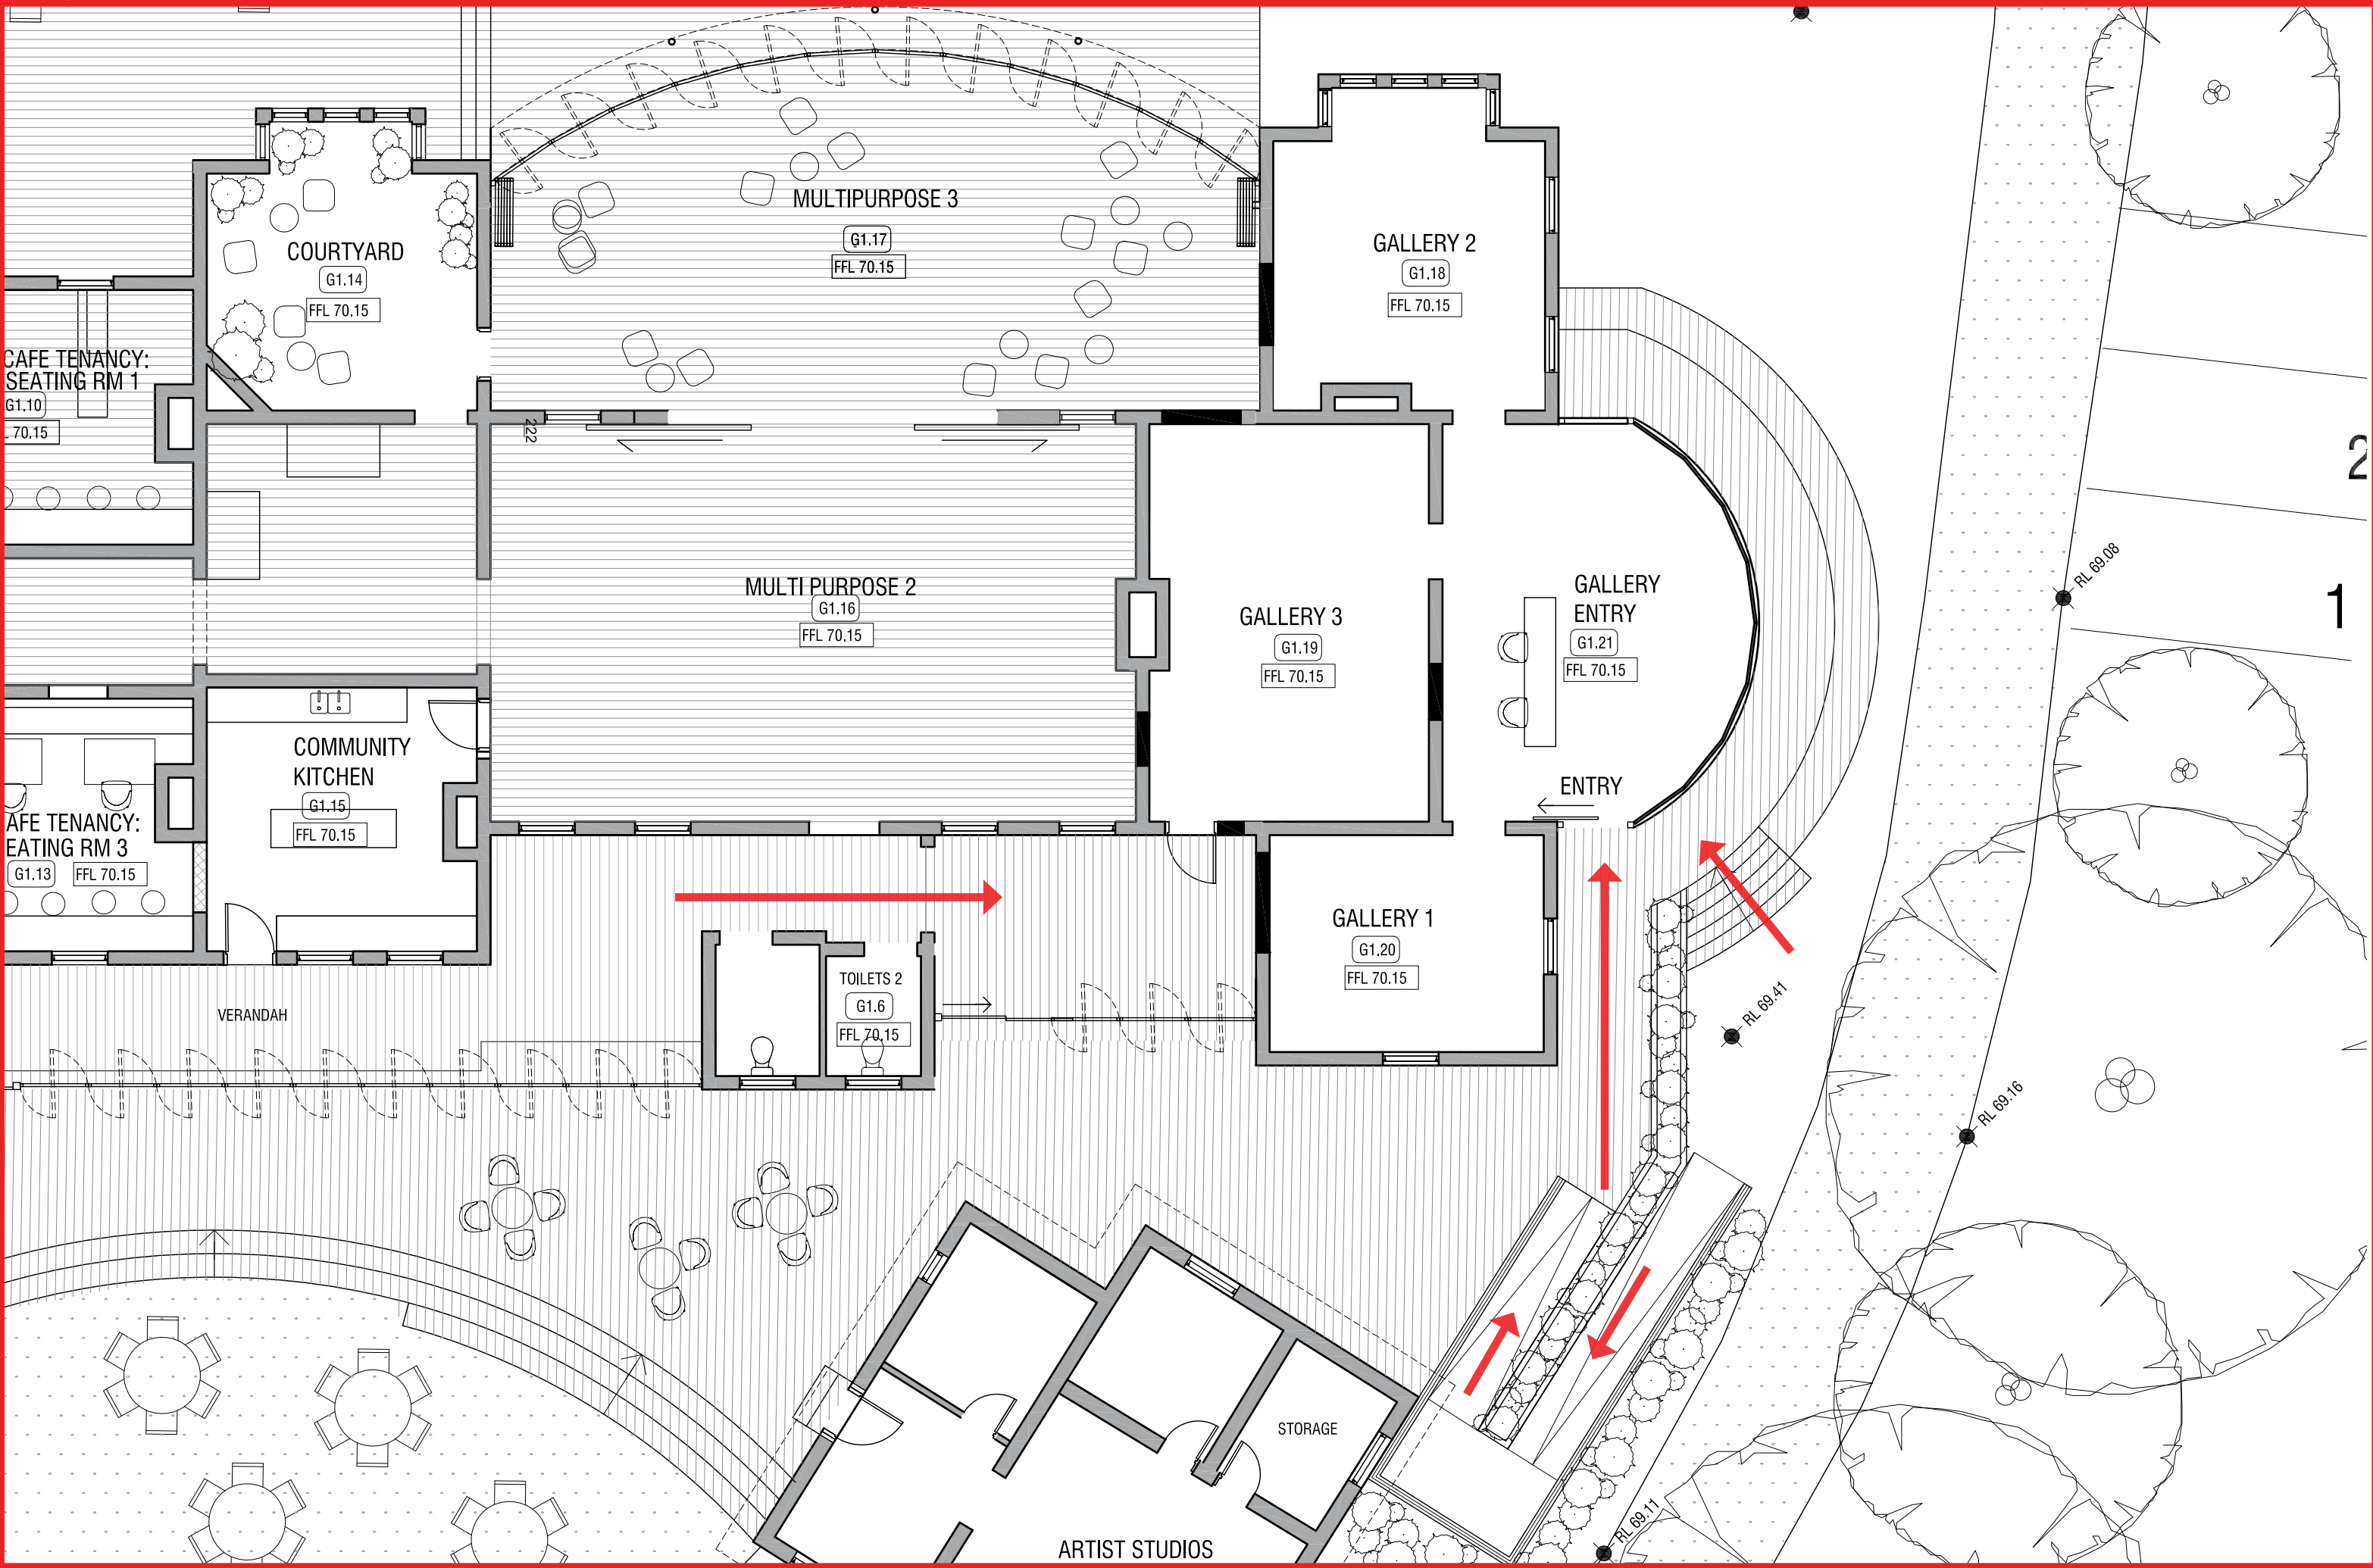 MULTIPURPOSE 3
G1.17
FFL 70.15
GALLERY 2
G1.18
FFL 70.15
COURTYARD
G1.14
FFL 70.15
CAFE TENANCY:
SEATING RM 1
G1.10
70.15
222
2
RL 69.08
1
MULTI PURPOSE 2
G1.16
FFL 70.15
GALLERY 3
G1.19
FFL 70.15
GALLERY
ENTRY
G1.21
FFL 70.15
ENTRY
COMMUNITY
KITCHEN
G1.15
FFL 70.15
AFE TENANCY:
EATING RM 3
G1.13
FFL 70.15
GALLERY 1
G1.20
FFL 70.15
TOILETS 2
G1.6
FFL 70.15
VERANDAH
RL 69.41
RL 69.16
STORAGE
RL 69.11
ARTIST STUDIOS